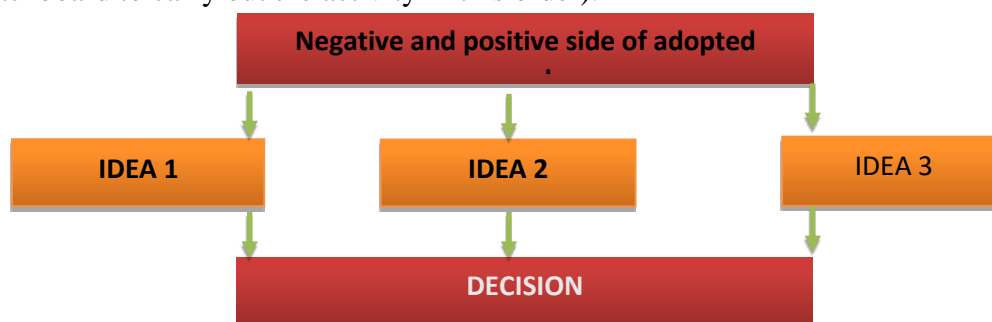 Negative and positive side of adopted
.
IDEA 1
IDEA 2
IDEA 3
DECISION